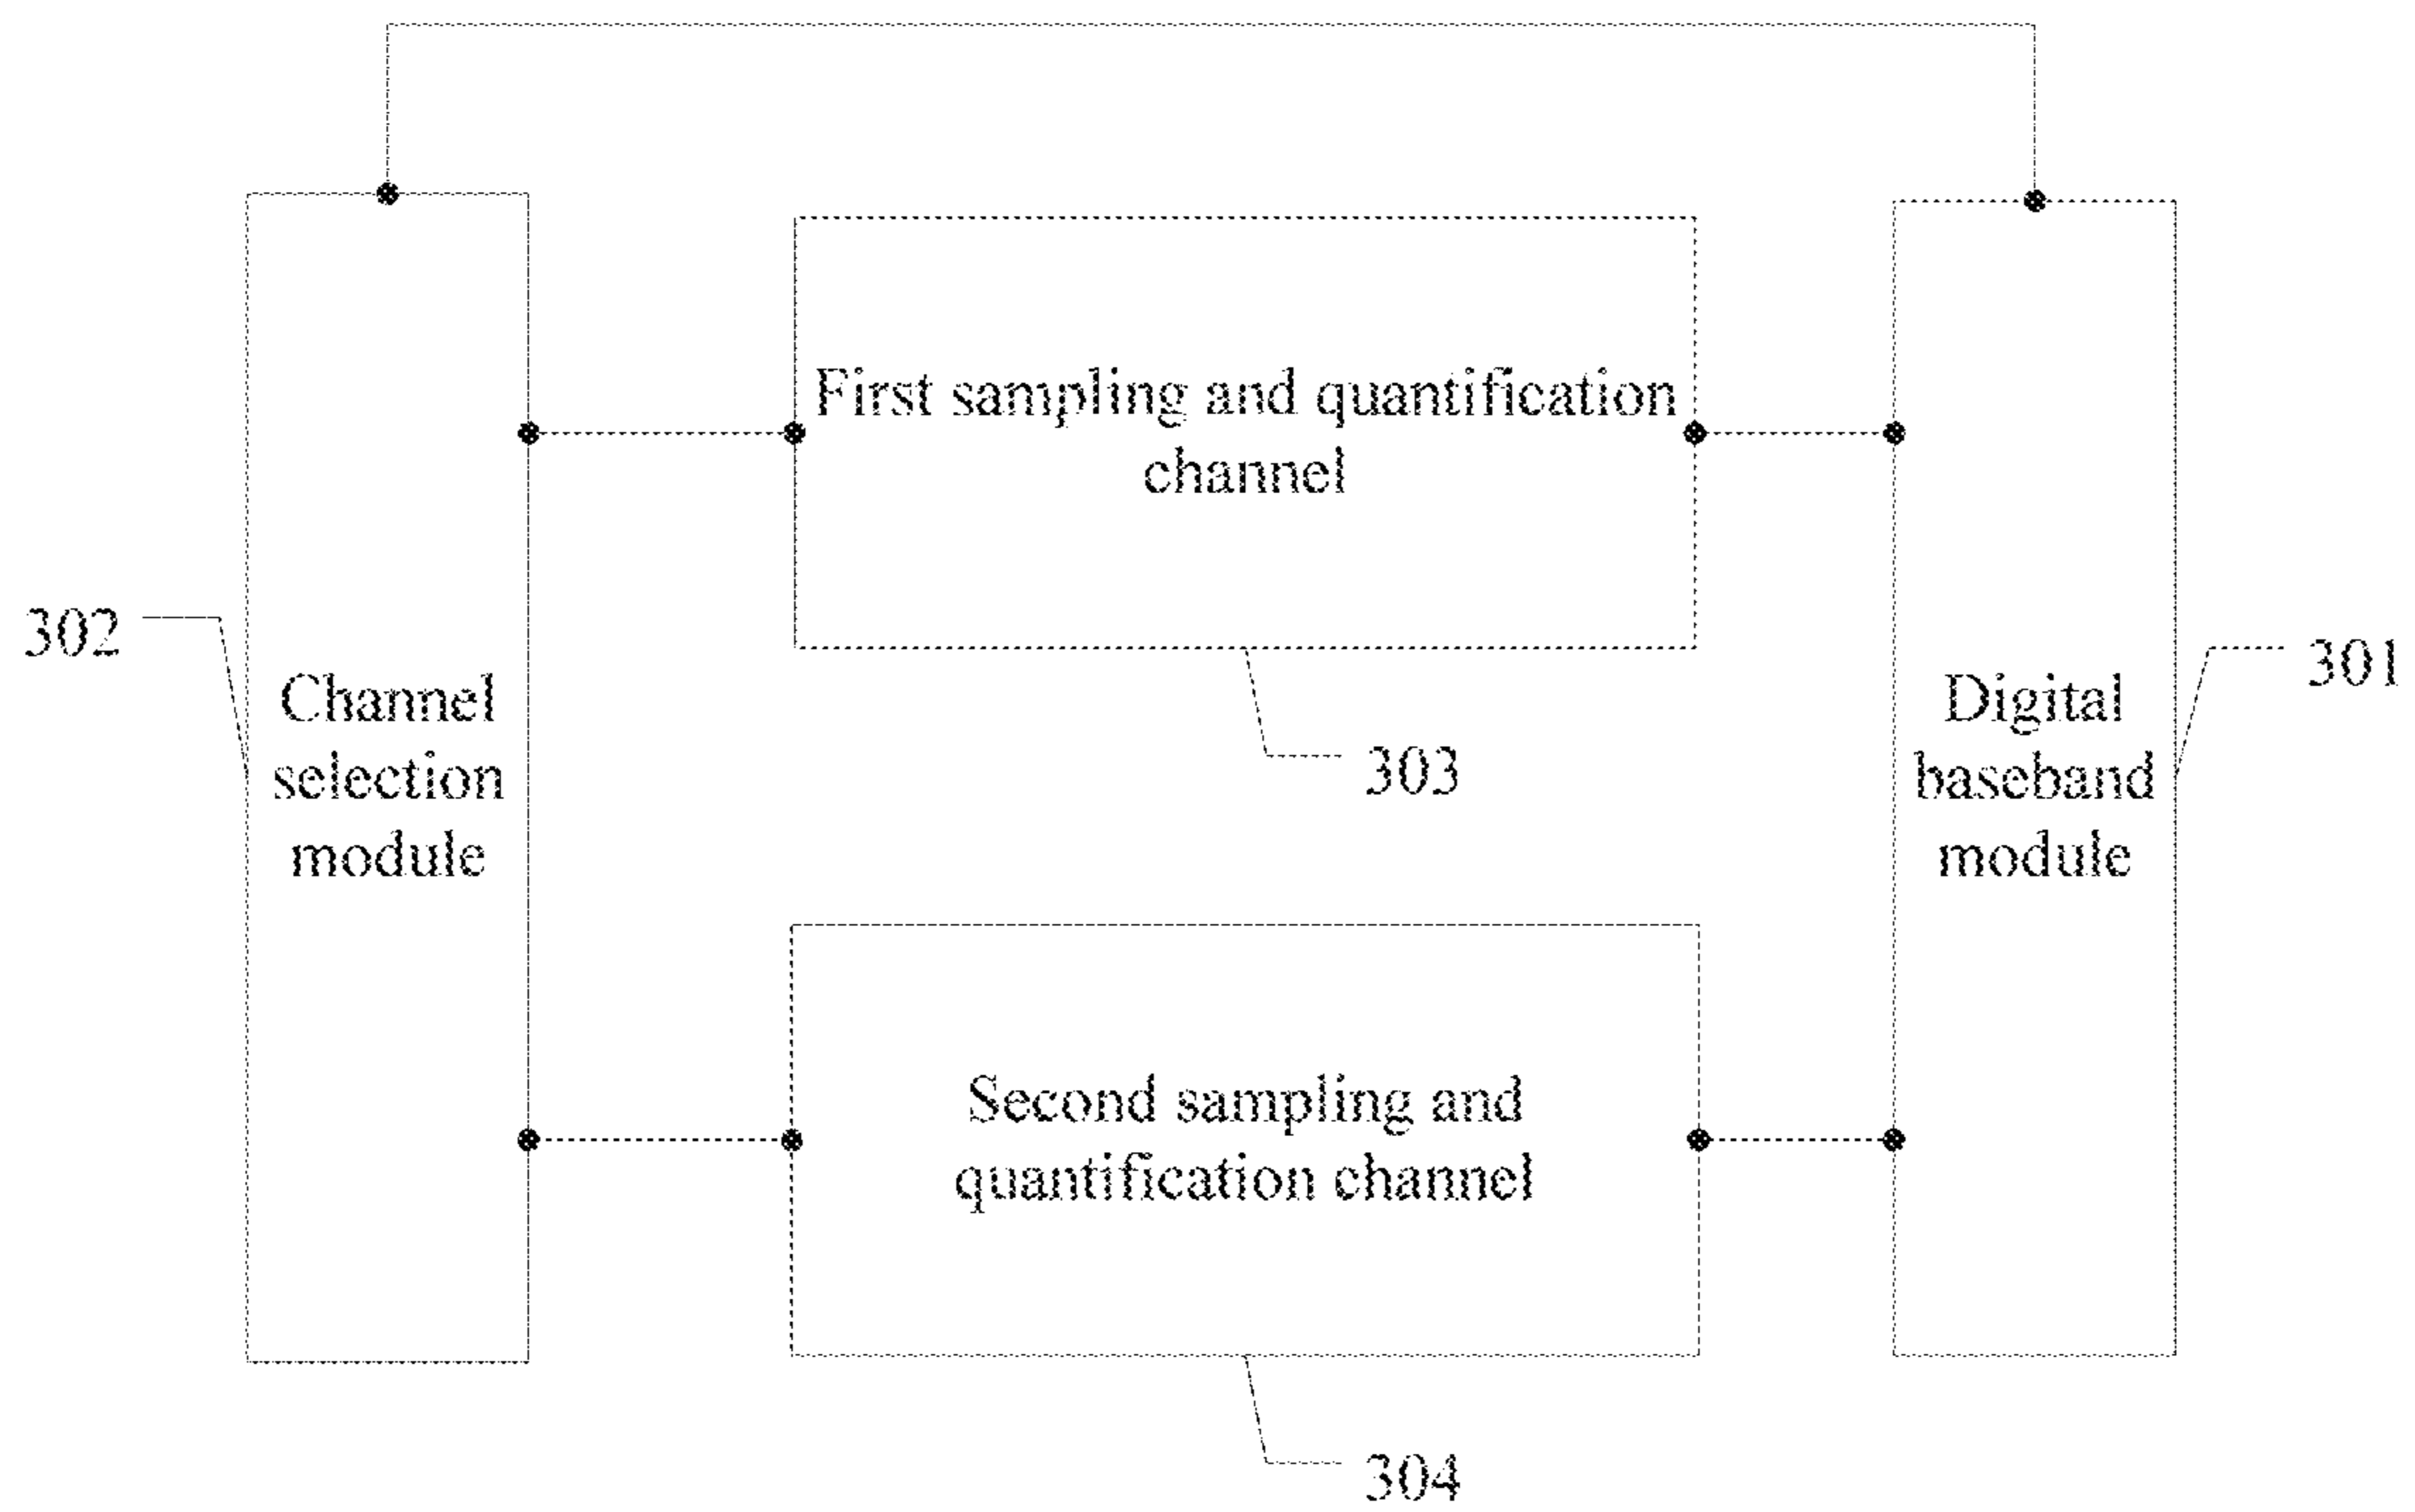 First sampling and quantification
channel
302
301
Channel
selection
module
Digital
baseband
module
303
Second sampling and
quantification channel
304